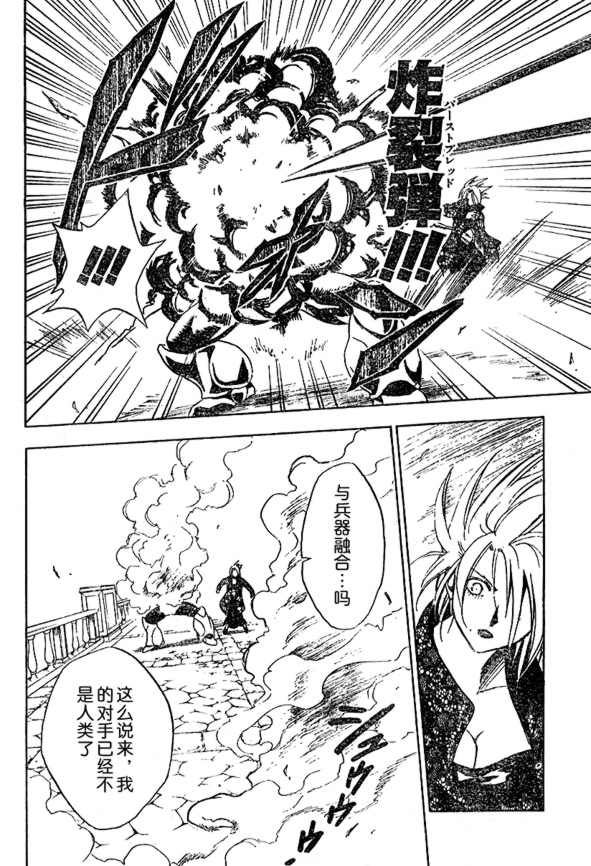 炸裂弾!!!
バーストブレッド
!!!
与兵器融合…吗
这么说来，我
的对手已经不
是人类了
シュウウウ…